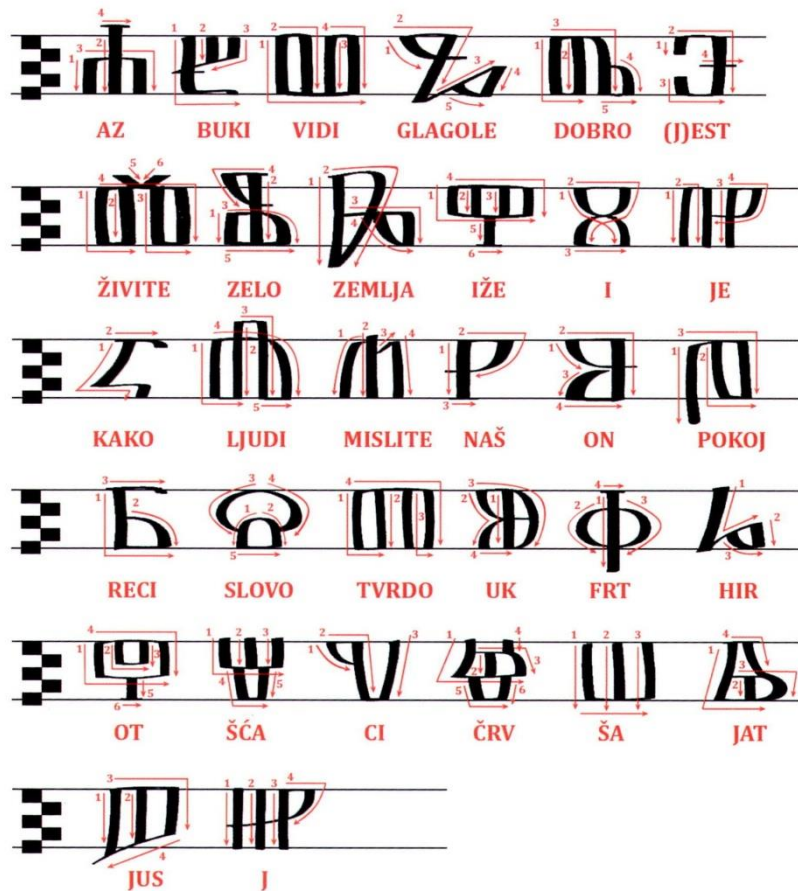 Ⰰ Ⰱ Ⰲ Ⰳ Ⰴ Ⰵ
AZ BUKI VIDI GLAGOLE DOBRO (J)EST
Ⰶ Ⰷ Ⰸ Ⰺ Ⰻ Ⰼ
ŽIVITE ZELO ZEMLJA IŽE I JE
Ⰽ Ⰾ Ⱞ Ⱀ Ⱁ Ⱂ
KAKO LJUDI MISLITE NAŠ ON POKOJ
Ⱃ Ⱄ Ⱅ Ⱆ Ⱇ Ⱈ
RECI SLOVO TVRDO UK FRT HIR
Ⱉ Ⱋ Ⱌ Ⱍ Ⱎ Ⱑ
OT ŠĆA CI ČRV ŠA JAT
Ⱓ
JUS J